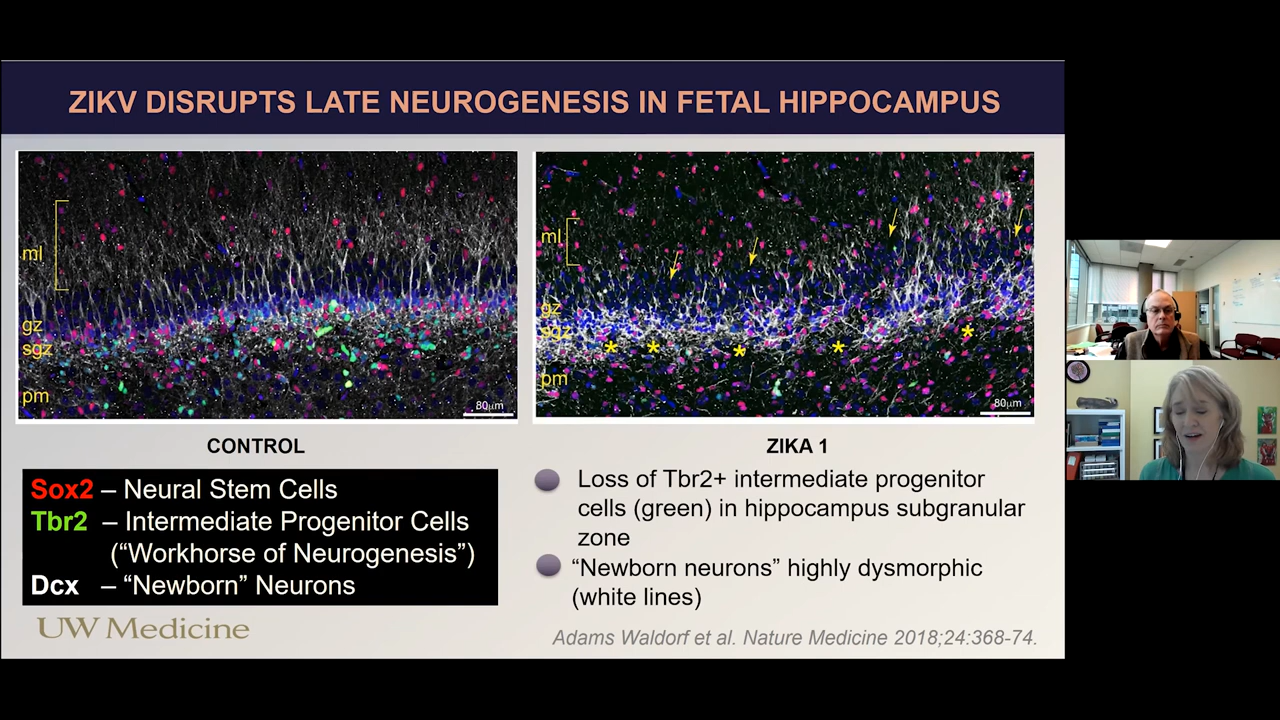 ZIKV DISRUPTS LATE NEUROGENESIS IN FETAL HIPPOCAMPUS
ml
gz
sgz
pm
80μm
ml
gz
sgz
pm
80μm
CONTROL
ZIKA 1
Sox2 – Neural Stem Cells
Tbr2 – Intermediate Progenitor Cells
(“Workhorse of Neurogenesis”)
Dcx – “Newborn” Neurons
Loss of Tbr2+ intermediate progenitor
cells (green) in hippocampus subgranular
zone
“Newborn neurons” highly dysmorphic
(white lines)
UW Medicine
Adams Waldorf et al. Nature Medicine 2018;24:368-74.